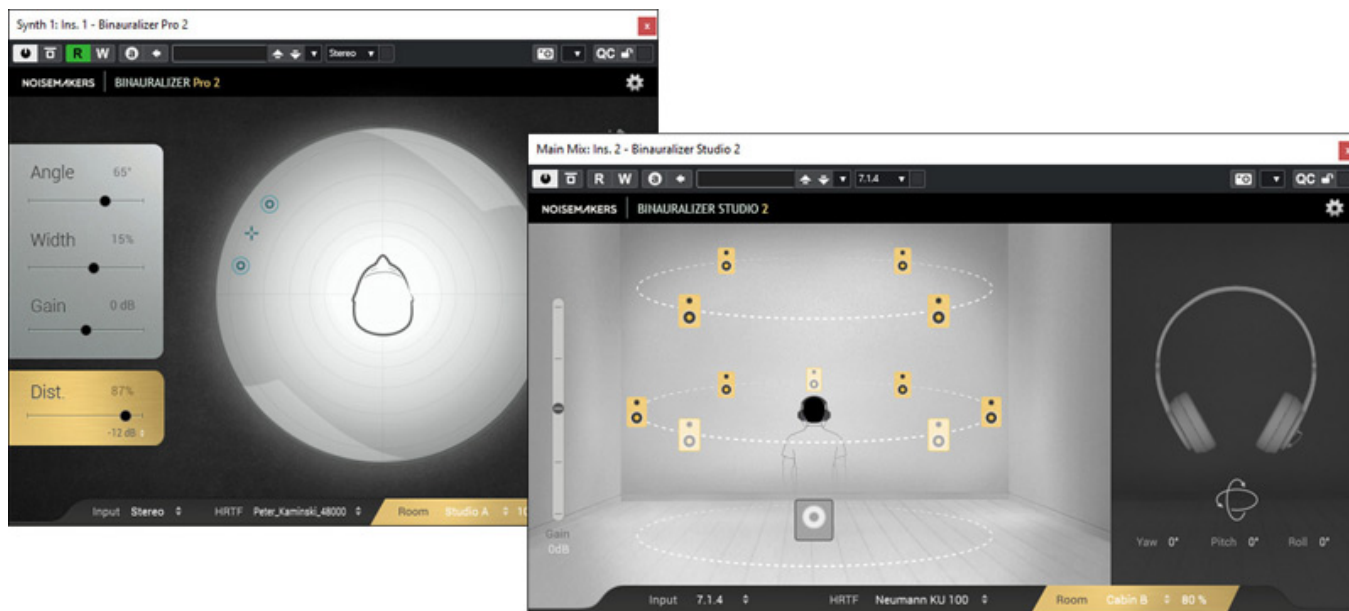 Synth 1: Ins. 1 - Binauralizer Pro 2
x
R W a Stereo QC
NOISEMAKERS BINAURALIZER Pro 2
Angle 65°
Width 15%
Gain 0 dB
Dist. 87%
-12 dB
Input Stereo HRTF Peter_Kaminski_48000 Room Studio A 10
Main Mix: Ins. 2 - Binauralizer Studio 2
x
R W a 7.1.4 QC
NOISEMAKERS BINAURALIZER STUDIO 2
Gain
0dB
Yaw 0° Pitch 0° Roll 0°
Input 7.1.4 HRTF Neumann KU 100 Room Cabin B 80 %